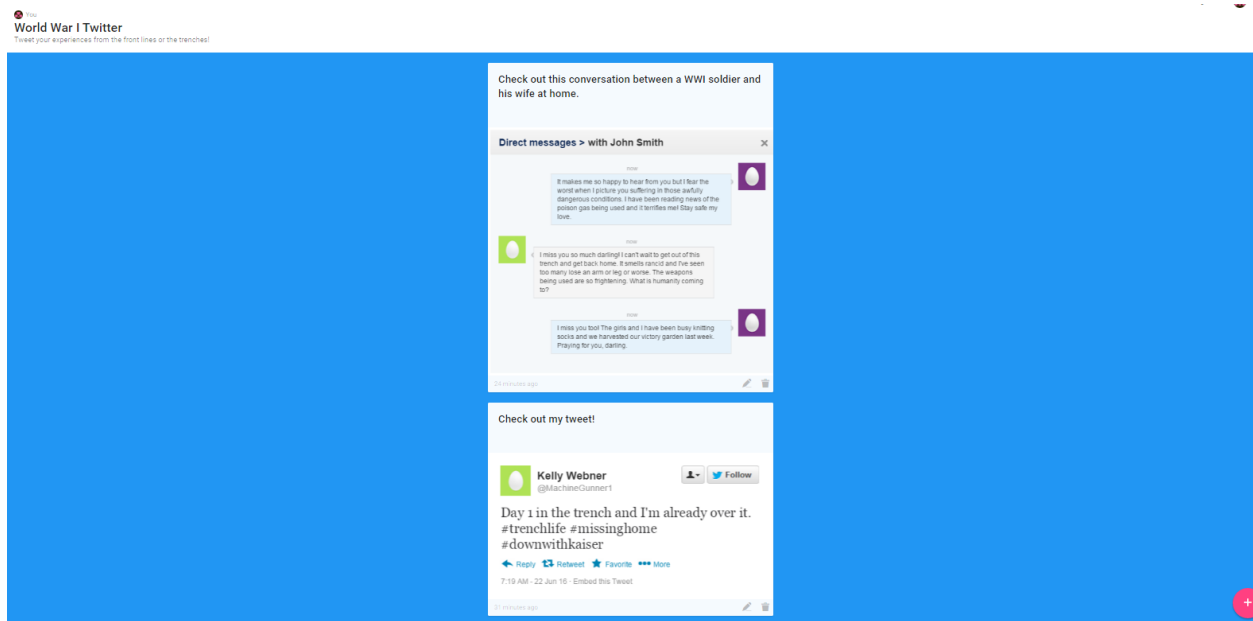 You
World War I Twitter
Tweet your experiences from the front lines or the trenches!
Check out this conversation between a WWI soldier and
his wife at home.
Direct messages > with John Smith
now
It makes me so happy to hear from you but I fear the
worst when I picture you suffering in those awfully
dangerous conditions. I have been reading news of the
poison gas being used and it terrifies me! Stay safe my
love.
now
I miss you so much darling! I can't wait to get out of this
trench and get back home. It smells rancid and I've seen
too many lose an arm or leg or worse. The weapons
being used are so frightening. What is humanity coming
to?
now
I miss you too! The girls and I have been busy knitting
socks and we harvested our victory garden last week.
Praying for you, darling.
24 minutes ago
Check out my tweet!
Kelly Webner
@MachineGunner1
Follow
Day 1 in the trench and I'm already over it.
#trenchlife #missinghome
#downwithkaiser
Reply Retweet Favorite More
7:19 AM - 22 Jun 16 · Embed this Tweet
31 minutes ago